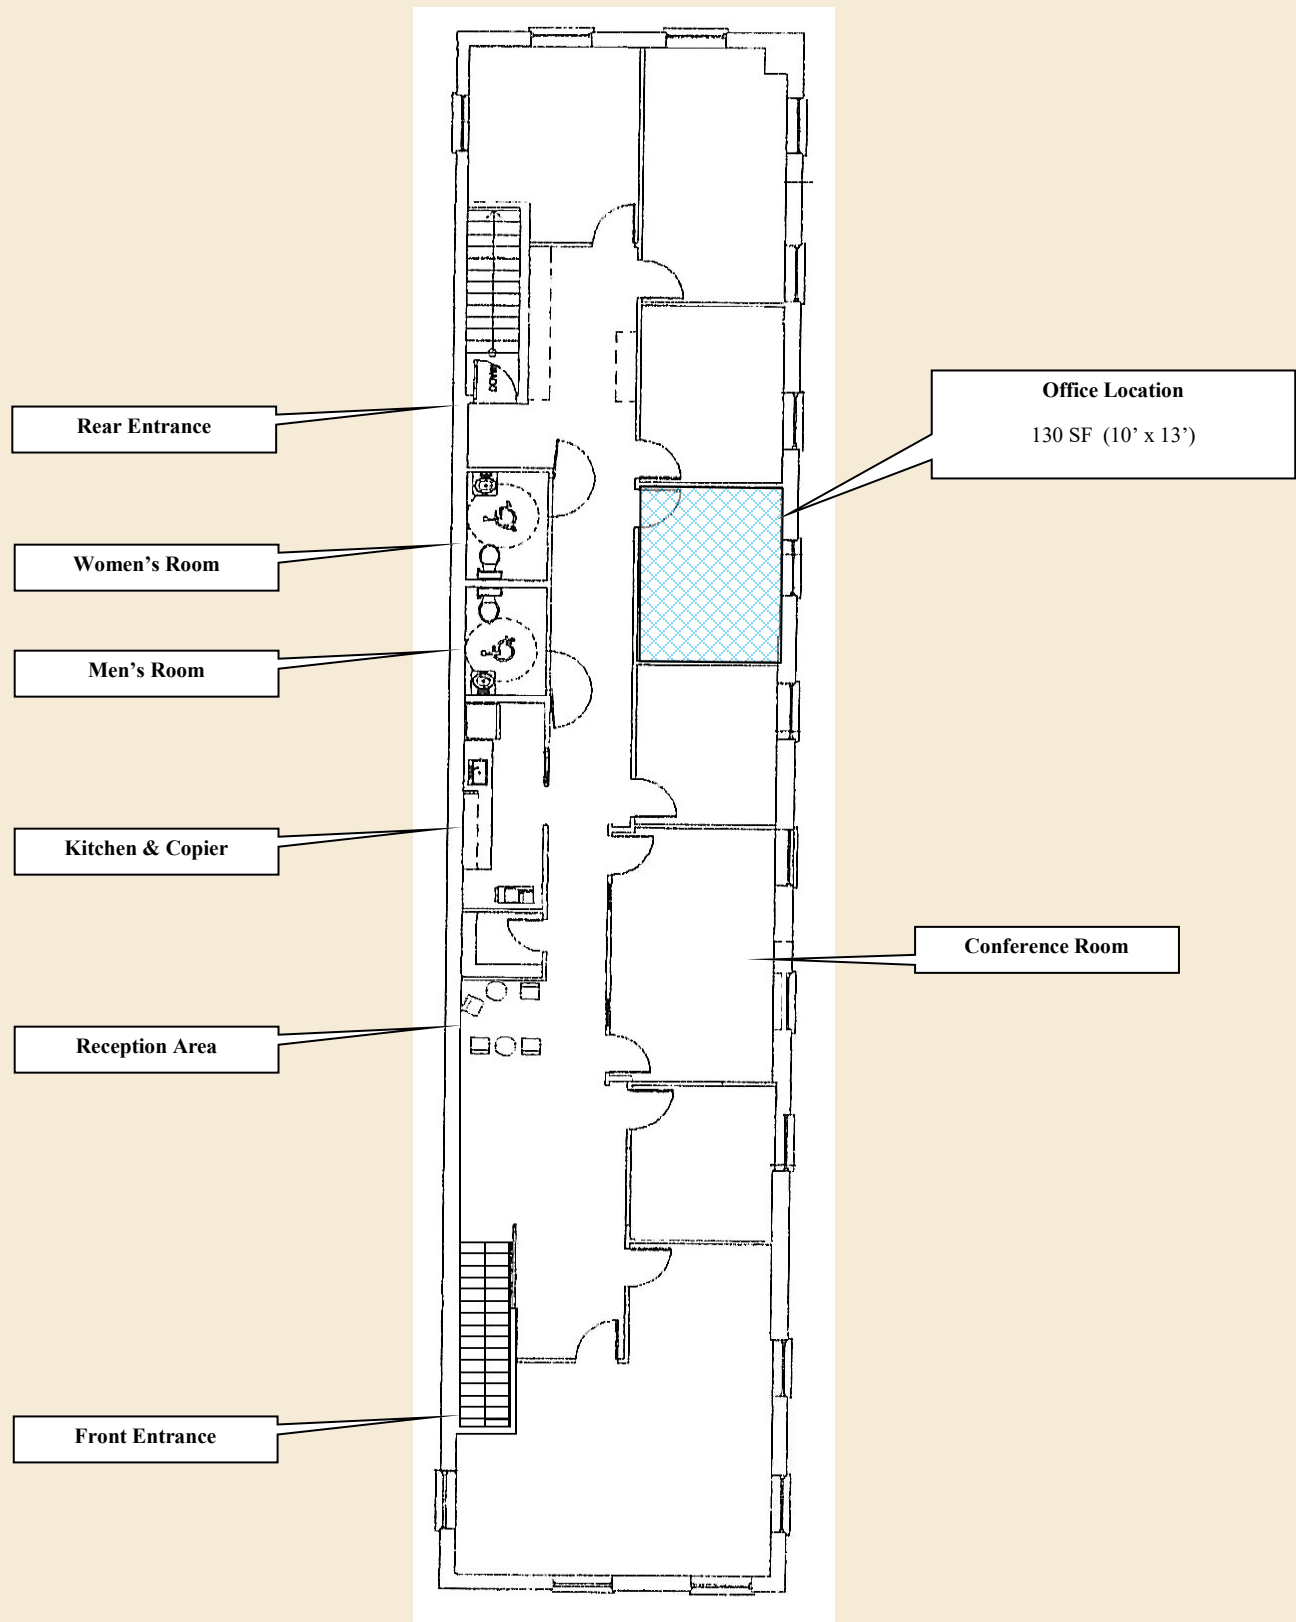 Office Location
130 SF (10’ x 13’)
Rear Entrance
Women’s Room
Men’s Room
Kitchen & Copier
Conference Room
Reception Area
Front Entrance